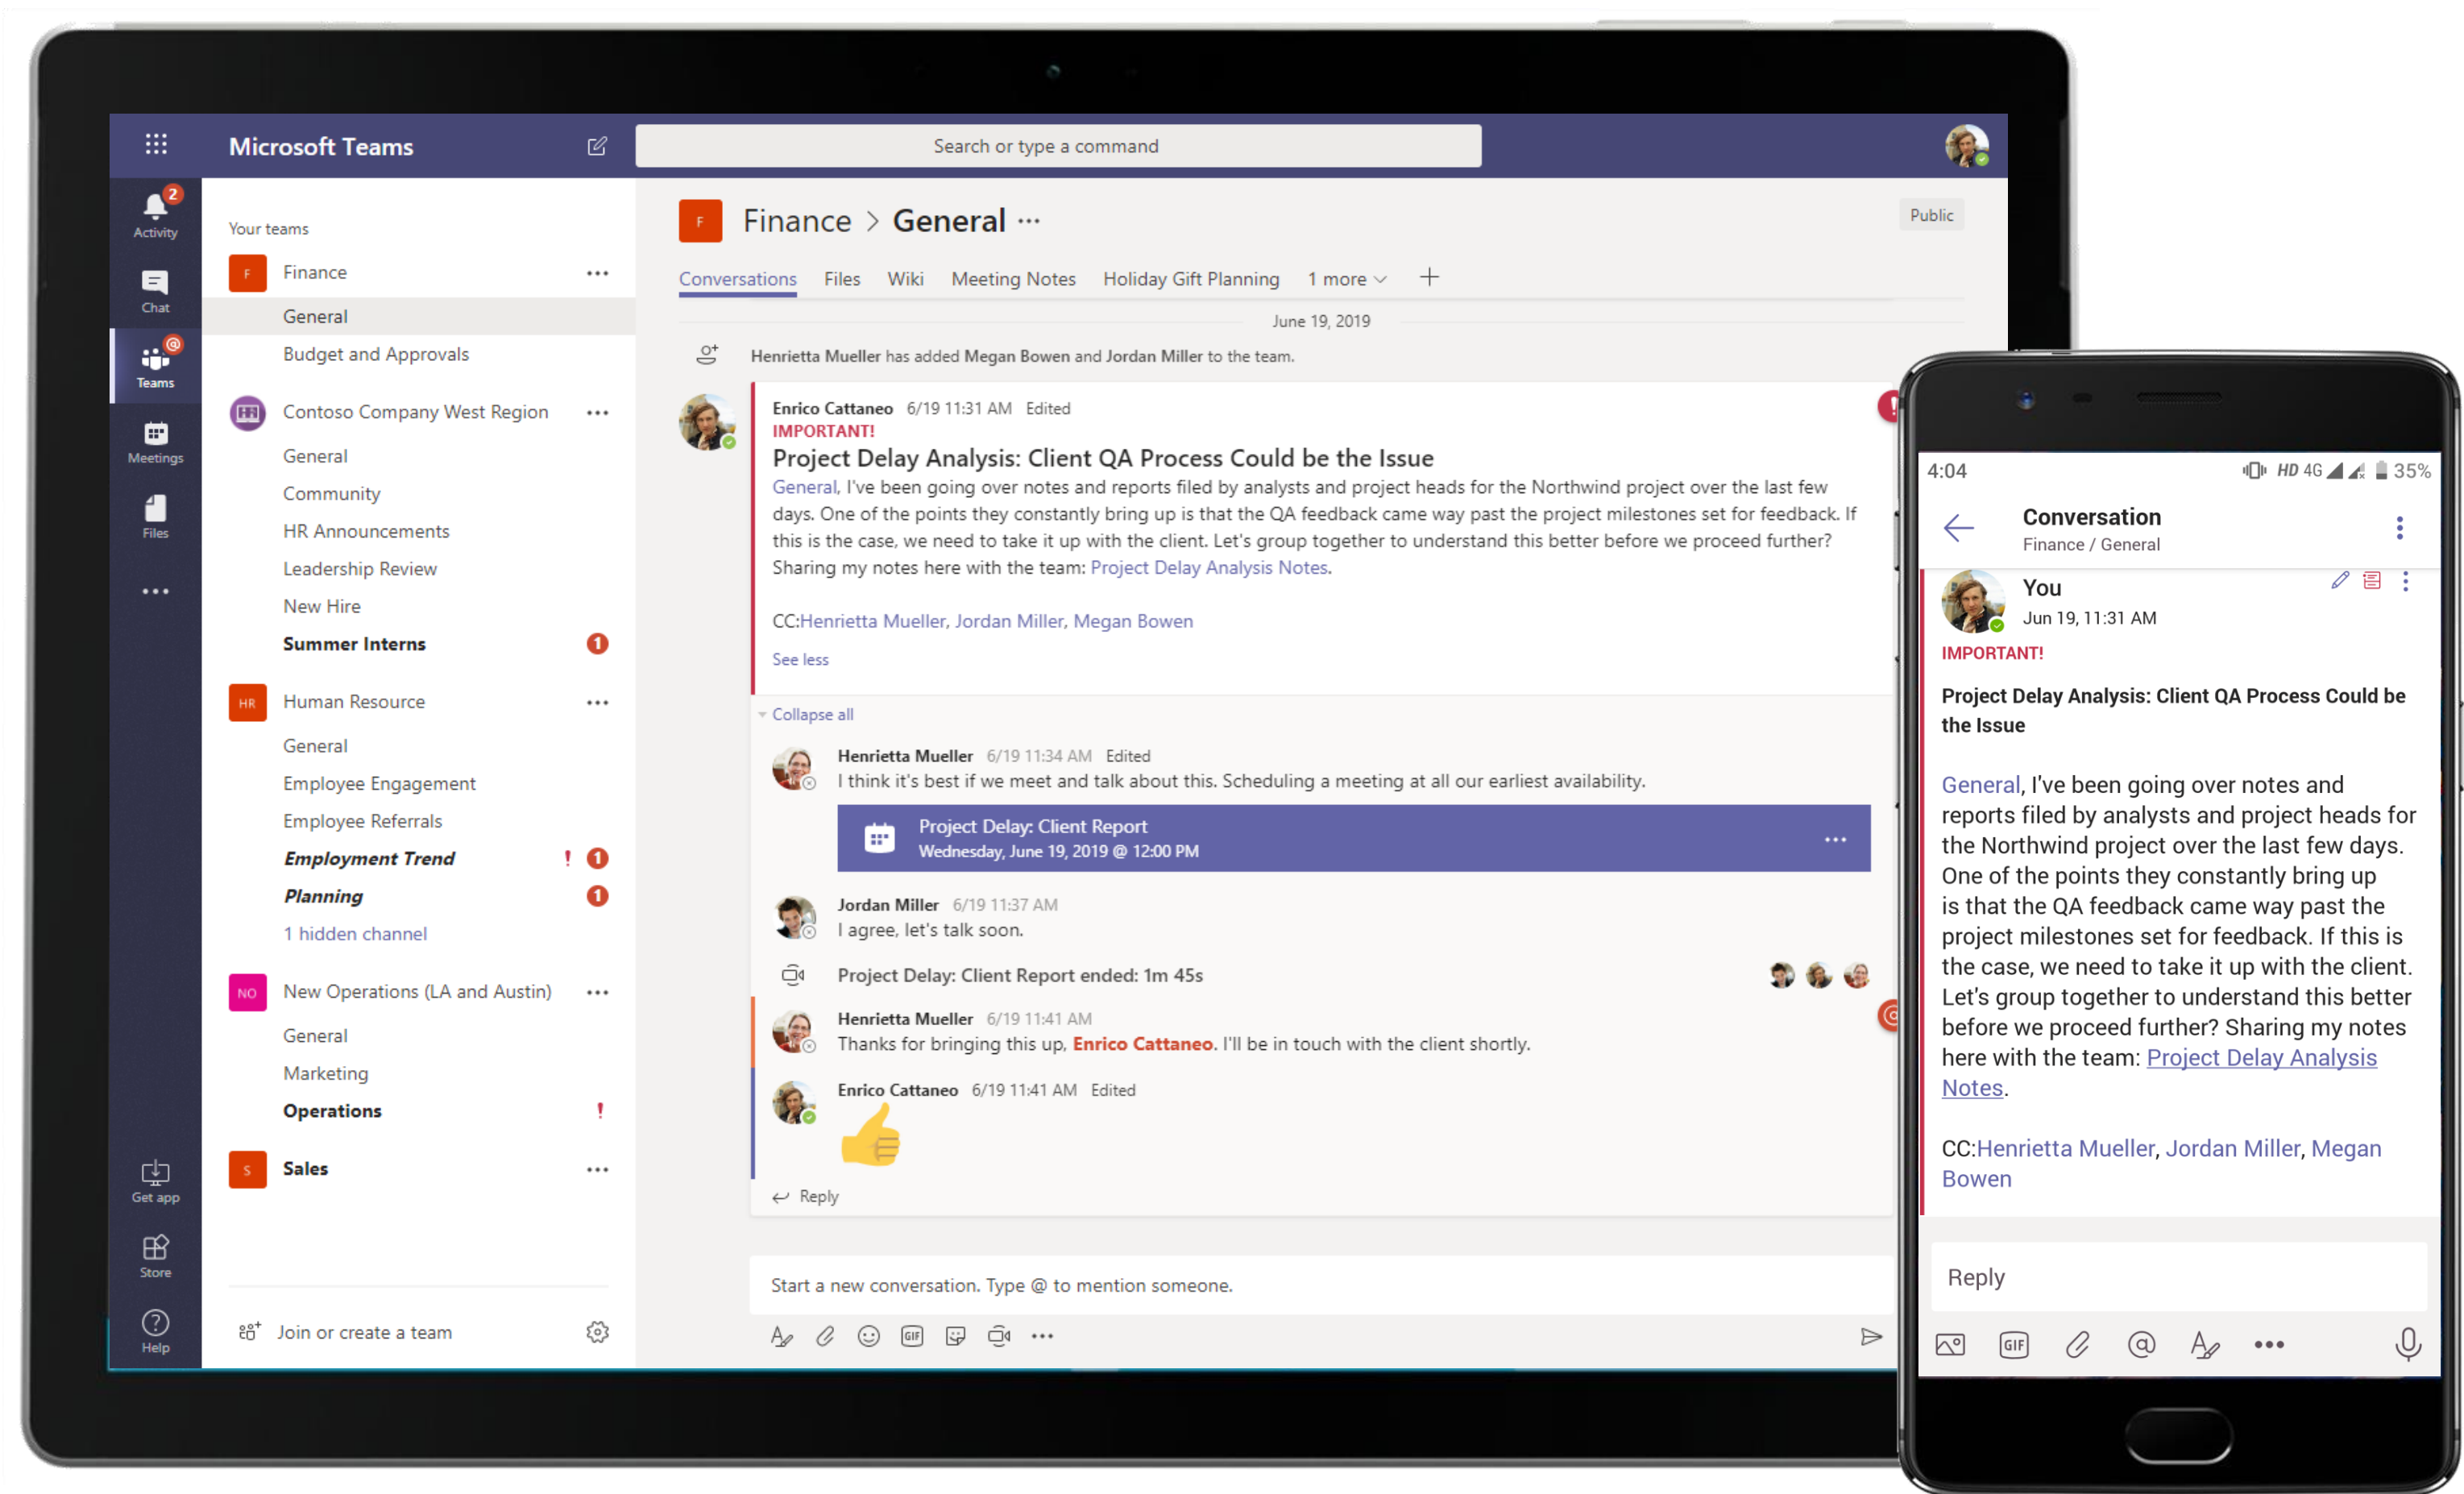 Microsoft Teams
Search or type a command
2
Activity
Chat
@
Teams
Meetings
Files
Get app
Store
Help
Your teams
F
Finance
General
Budget and Approvals
Contoso Company West Region
General
Community
HR Announcements
Leadership Review
New Hire
Summer Interns
1
HR
Human Resource
General
Employee Engagement
Employee Referrals
Employment Trend ! 1
Planning 1
1 hidden channel
NO
New Operations (LA and Austin)
General
Marketing
Operations !
S
Sales
Join or create a team
F
Finance > General ···
Public
Conversations Files Wiki Meeting Notes Holiday Gift Planning 1 more
June 19, 2019
Henrietta Mueller has added Megan Bowen and Jordan Miller to the team.
Enrico Cattaneo 6/19 11:31 AM Edited
!
IMPORTANT!
Project Delay Analysis: Client QA Process Could be the Issue
General, I've been going over notes and reports filed by analysts and project heads for the Northwind project over the last few
days. One of the points they constantly bring up is that the QA feedback came way past the project milestones set for feedback. If
this is the case, we need to take it up with the client. Let's group together to understand this better before we proceed further?
Sharing my notes here with the team: Project Delay Analysis Notes.
CC:Henrietta Mueller, Jordan Miller, Megan Bowen
See less
Collapse all
Henrietta Mueller 6/19 11:34 AM Edited
I think it's best if we meet and talk about this. Scheduling a meeting at all our earliest availability.
Project Delay: Client Report
Wednesday, June 19, 2019 @ 12:00 PM
Jordan Miller 6/19 11:37 AM
I agree, let's talk soon.
Project Delay: Client Report ended: 1m 45s
Henrietta Mueller 6/19 11:41 AM
@
Thanks for bringing this up, Enrico Cattaneo. I'll be in touch with the client shortly.
Enrico Cattaneo 6/19 11:41 AM Edited
Reply
Start a new conversation. Type @ to mention someone.
GIF
4:04
HD 4G 35%
Conversation
Finance / General
You
Jun 19, 11:31 AM
IMPORTANT!
Project Delay Analysis: Client QA Process Could be
the Issue
General, I've been going over notes and
reports filed by analysts and project heads for
the Northwind project over the last few days.
One of the points they constantly bring up
is that the QA feedback came way past the
project milestones set for feedback. If this is
the case, we need to take it up with the client.
Let's group together to understand this better
before we proceed further? Sharing my notes
here with the team: Project Delay Analysis
Notes.
CC:Henrietta Mueller, Jordan Miller, Megan
Bowen
Reply
GIF
@